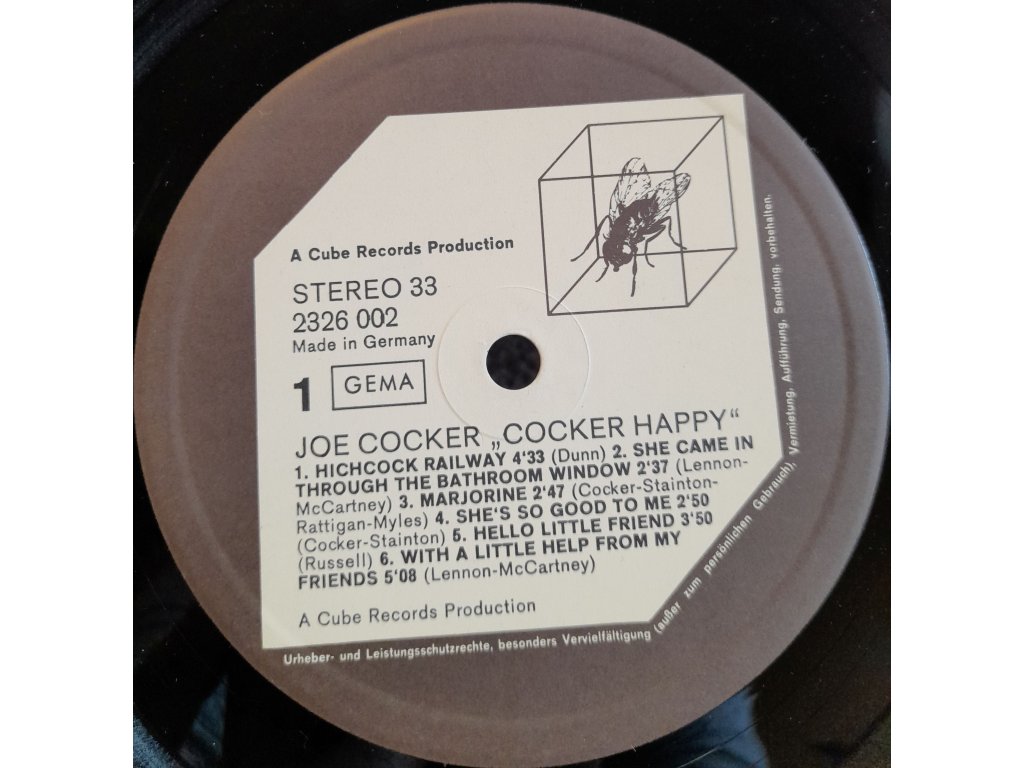 A Cube Records Production
STEREO 33
2326 002
Made in Germany
1 GEMA
JOE COCKER „COCKER HAPPY“
1. HICHCOCK RAILWAY 4'33 (Dunn) 2. SHE CAME IN
THROUGH THE BATHROOM WINDOW 2'37 (Lennon-
McCartney) 3. MARJORINE 2'47 (Cocker-Stainton-
Rattigan-Myles) 4. SHE'S SO GOOD TO ME 2'50
(Cocker-Stainton) 5. HELLO LITTLE FRIEND 3'50
(Russell) 6. WITH A LITTLE HELP FROM MY
FRIENDS 5'08 (Lennon-McCartney)
A Cube Records Production
Urheber- und Leistungsschutzrechte, besonders Vervielfältigung (außer zum persönlichen Gebrauch), Vermietung, Aufführung, Sendung, vorbehalten.